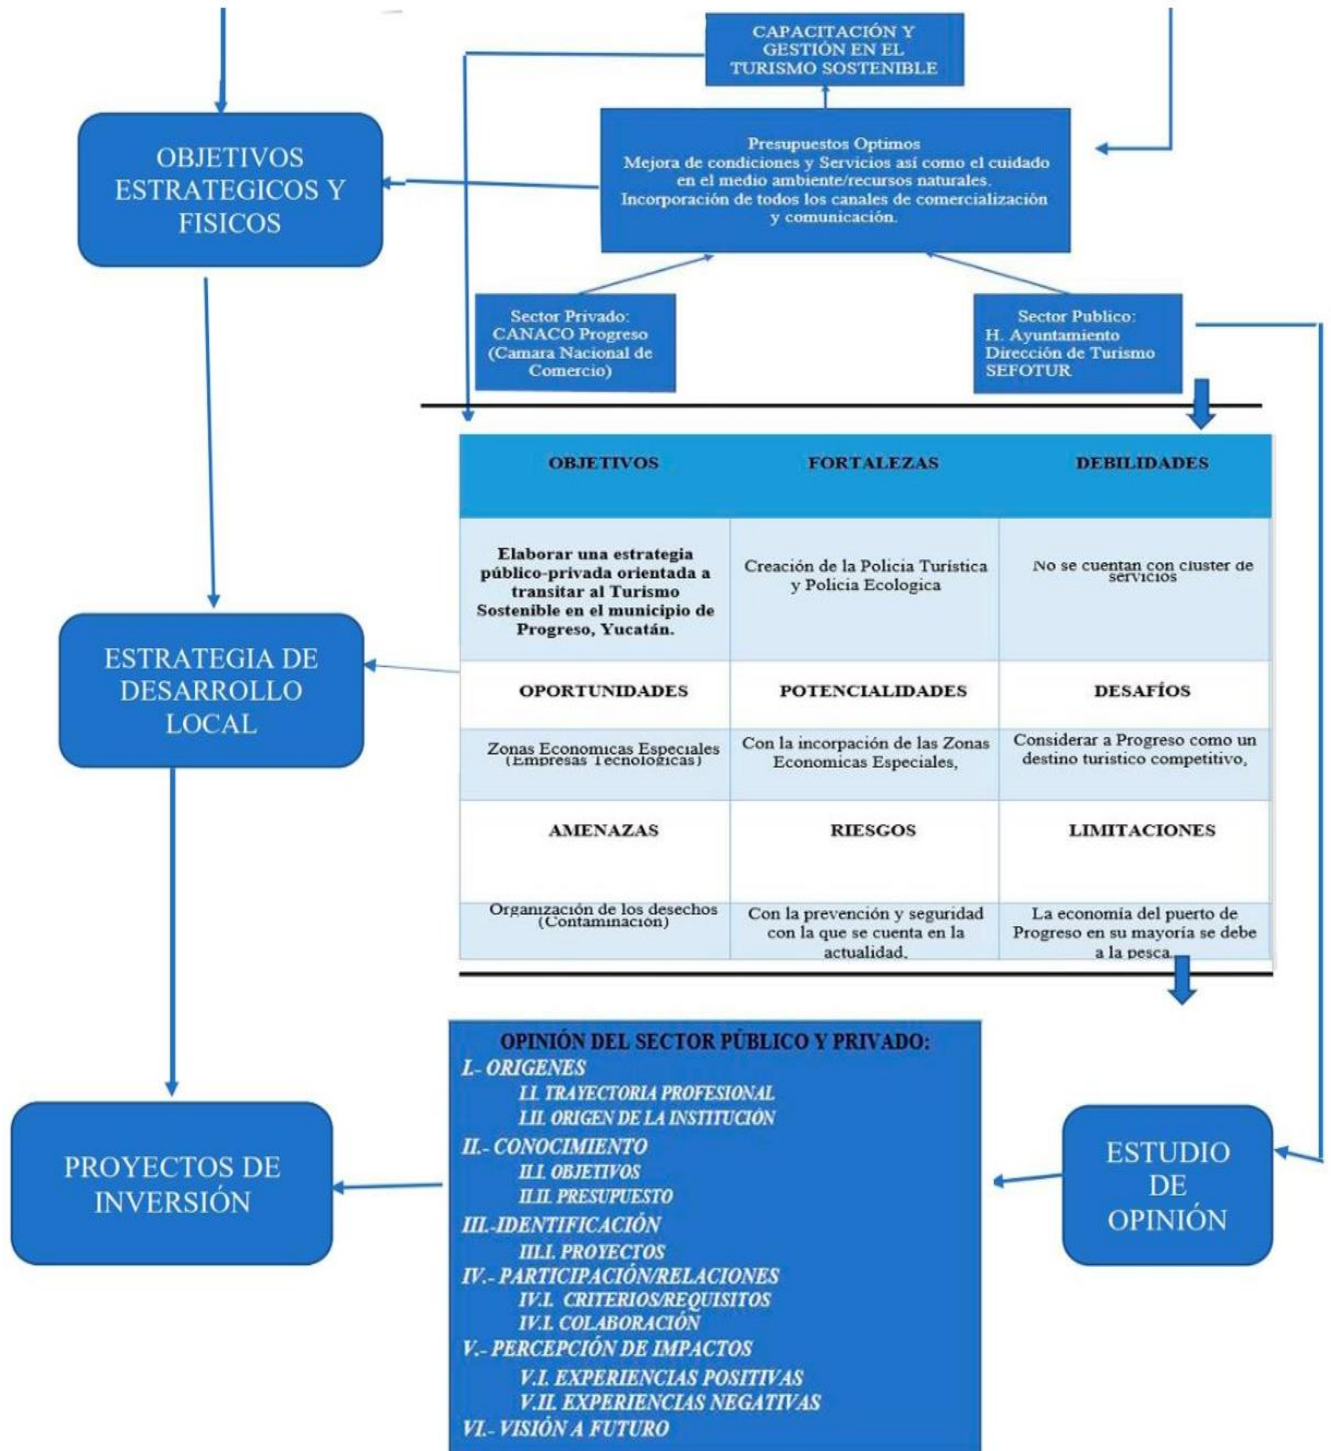 CAPACITACIÓN Y
GESTIÓN EN EL
TURISMO SOSTENIBLE
OBJETIVOS
ESTRATEGICOS Y
FISICOS
Presupuestos Optimos
Mejora de condiciones y Servicios así como el cuidado
en el medio ambiente/recursos naturales.
Incorporación de todos los canales de comercialización
y comunicación.
Sector Privado:
CANACO Progreso
(Camara Nacional de
Comercio)
Sector Publico:
H. Ayuntamiento
Dirección de Turismo
SEFOTUR
OBJETIVOS
FORTALEZAS
DEBILIDADES
Elaborar una estrategia
público-privada orientada a
transitar al Turismo
Sostenible en el municipio de
Progreso, Yucatán.
Creación de la Policia Turística
y Policia Ecologica
No se cuentan con cluster de
servicios
ESTRATEGIA DE
DESARROLLO
LOCAL
OPORTUNIDADES
POTENCIALIDADES
DESAFÍOS
Zonas Economicas Especiales
(Empresas Tecnologicas)
Con la incorpación de las Zonas
Economicas Especiales,
Considerar a Progreso como un
destino turistico competitivo,
AMENAZAS
RIESGOS
LIMITACIONES
Organización de los desechos
(Contaminación)
Con la prevención y seguridad
con la que se cuenta en la
actualidad,
La economía del puerto de
Progreso en su mayoría se debe
a la pesca
OPINIÓN DEL SECTOR PÚBLICO Y PRIVADO:
I.- ORIGENES
I.I. TRAYECTORIA PROFESIONAL
I.II. ORIGEN DE LA INSTITUCIÓN
II.- CONOCIMIENTO
II.I. OBJETIVOS
II.II. PRESUPUESTO
III.-IDENTIFICACIÓN
III.I. PROYECTOS
IV.- PARTICIPACIÓN/RELACIONES
IV.I. CRITERIOS/REQUISITOS
IV.I. COLABORACIÓN
V.- PERCEPCIÓN DE IMPACTOS
V.I. EXPERIENCIAS POSITIVAS
V.II. EXPERIENCIAS NEGATIVAS
VI.- VISIÓN A FUTURO
PROYECTOS DE
INVERSIÓN
ESTUDIO
DE
OPINIÓN